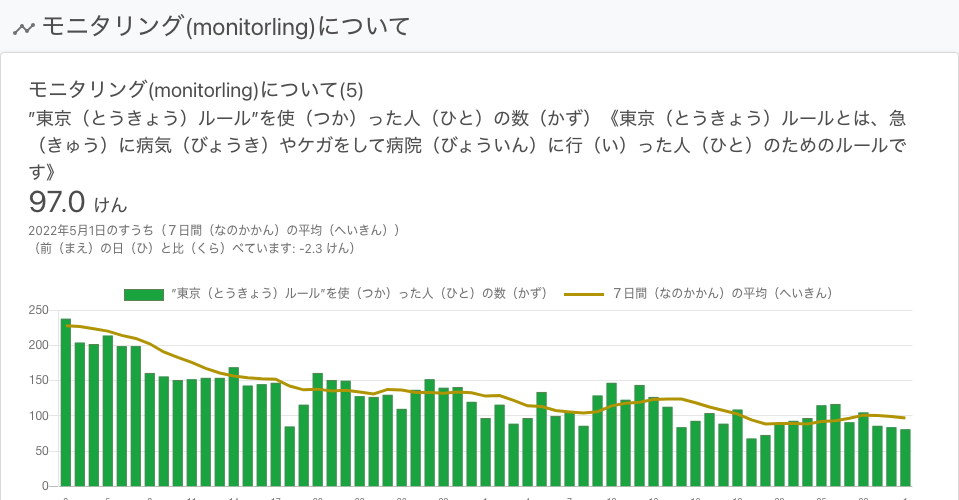 モニタリング(monitorling)について
モニタリング(monitorling)について(5)
”東京（とうきょう）ルール”を使（つか）った人（ひと）の数（かず）《東京（とうきょう）ルールとは、急
（きゅう）に病気（びょうき）やケガをして病院（びょういん）に行（い）った人（ひと）のためのルールで
す》
97.0 けん
2022年5月1日のすうち（７日間（なのかかん）の平均（へいきん））
（前（まえ）の日（ひ）と比（くら）べています: -2.3 けん）
”東京（とうきょう）ルール”を使（つか）った人（ひと）の数（かず） ７日間（なのかかん）の平均（へいきん）
250
200
150
100
50
0